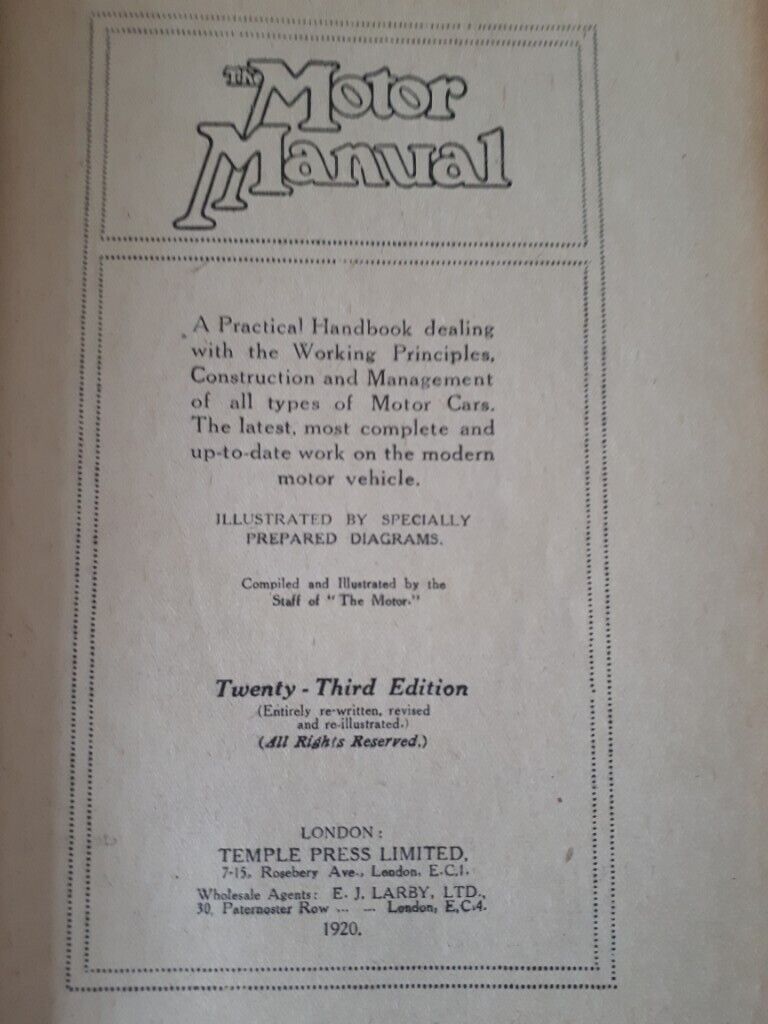 The Motor
Manual
A Practical Handbook dealing
with the Working Principles,
Construction and Management
of all types of Motor Cars.
The latest, most complete and
up-to-date work on the modern
motor vehicle.
ILLUSTRATED BY SPECIALLY
PREPARED DIAGRAMS.
Compiled and Illustrated by the
Staff of "The Motor."
Twenty-Third Edition
(Entirely re-written, revised
and re-illustrated.)
(All Rights Reserved.)
LONDON:
TEMPLE PRESS LIMITED,
7-15, Rosebery Ave., London, E.C.1.
Wholesale Agents: E. J. LARBY, LTD.,
30, Paternoster Row ... — London, E.C.4.
1920.